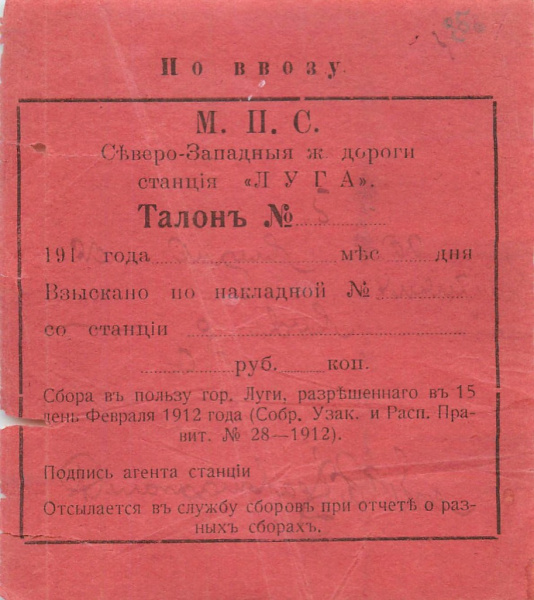 По ввозу
М. П. С.
Сѣверо-Западныя ж дороги
станція «ЛУГА».
Талонъ №
191 года мѣс дня
Взыскано по накладной №
со станціи
руб. коп.
Сбора въ пользу гор. Луги, разрѣшеннаго въ 15
день Февраля 1912 года (Собр. Узак. и Расп. Пра-
вит. № 28—1912).
Подпись агента станціи
Отсылается въ службу сборовъ при отчетѣ о раз-
ныхъ сборахъ.